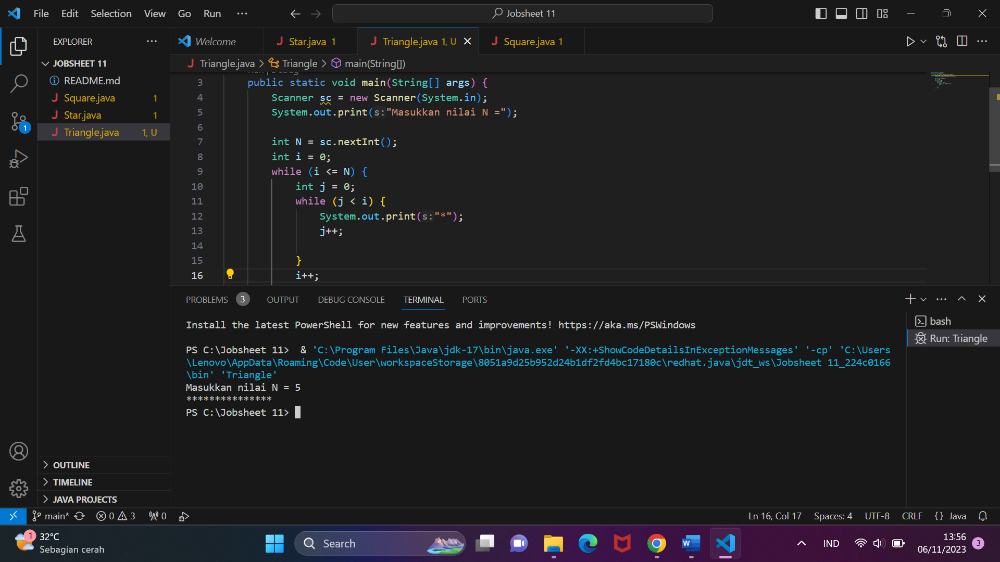 File Edit Selection View Go Run ···
Jobsheet 11
EXPLORER ···
Welcome
Star.java 1
Triangle.java 1, U
Square.java 1
JOBSHEET 11
README.md
Square.java 1
Star.java 1
Triangle.java 1, U
Triangle.java > Triangle > main(String[])
3 public static void main(String[] args) {
4 Scanner sc = new Scanner(System.in);
5 System.out.print(s:"Masukkan nilai N =");
6
7 int N = sc.nextInt();
8 int i = 0;
9 while (i <= N) {
10 int j = 0;
11 while (j < i) {
12 System.out.print(s:"*");
13 j++;
14
15 }
16 i++;
1
PROBLEMS 3 OUTPUT DEBUG CONSOLE TERMINAL PORTS
Install the latest PowerShell for new features and improvements! https://aka.ms/PSWindows
PS C:\Jobsheet 11>  & 'C:\Program Files\Java\jdk-17\bin\java.exe' '-XX:+ShowCodeDetailsInExceptionMessages' '-cp' 'C:\Users
\Lenovo\AppData\Roaming\Code\User\workspaceStorage\8051a9d25b952d24b1df2fd4bc17180c\redhat.java\jdt_ws\Jobsheet 11_224c0166
\bin' 'Triangle'
Masukkan nilai N = 5
***************
PS C:\Jobsheet 11>
bash
Run: Triangle
OUTLINE
TIMELINE
JAVA PROJECTS
main* 0 3 0
Ln 16, Col 17 Spaces: 4 UTF-8 CRLF {} Java
1
32°C
Sebagian cerah
Search
IND
13:56
06/11/2023
3